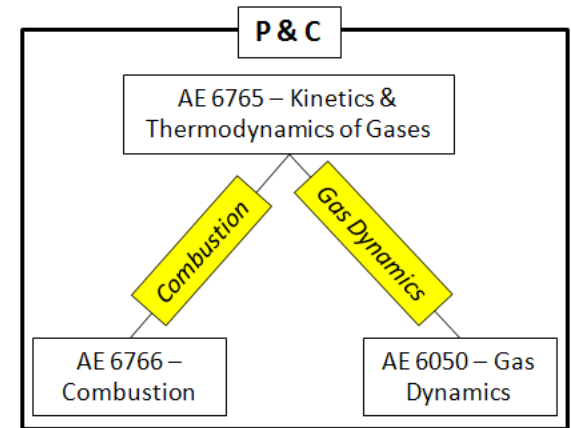 P & C
AE 6765 – Kinetics &
Thermodynamics of Gases
Combustion
Gas Dynamics
AE 6766 –
Combustion
AE 6050 – Gas
Dynamics